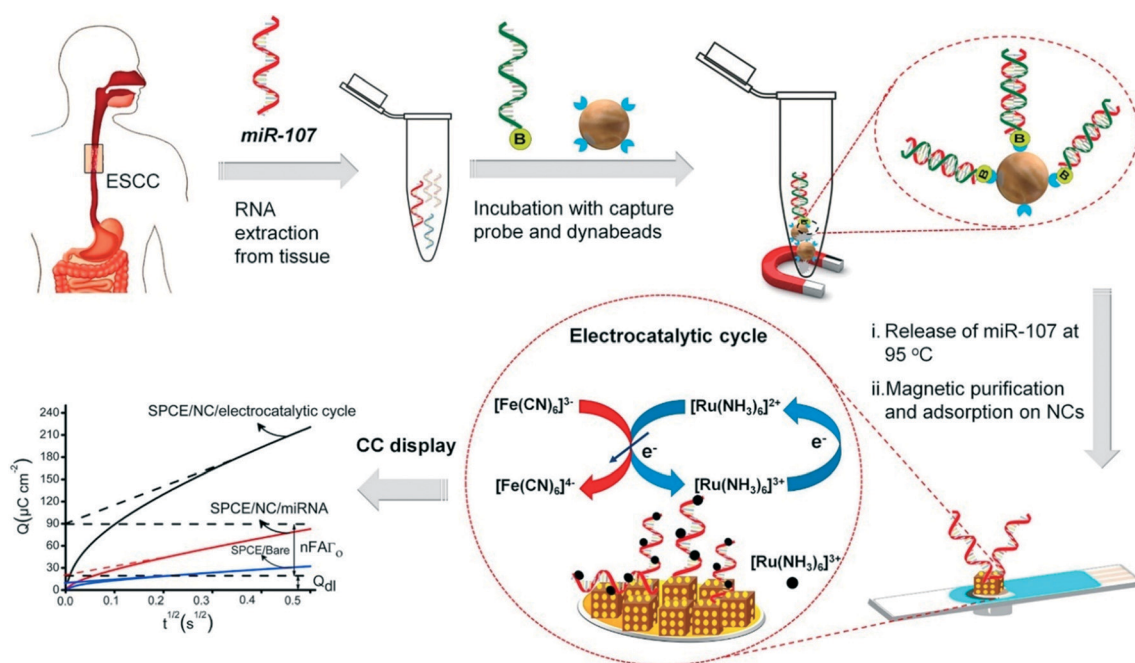 miR-107
B
ESCC
RNA
extraction
from tissue
Incubation with capture
probe and dynabeads
B
B
B
i. Release of miR-107 at
95 °C
ii.Magnetic purification
and adsorption on NCs
Electrocatalytic cycle
[Fe(CN)₆]³⁻
[Ru(NH₃)₆]²⁺
e⁻
e⁻
[Fe(CN)₆]⁴⁻
[Ru(NH₃)₆]³⁺
[Ru(NH₃)₆]³⁺
CC display
SPCE/NC/electrocatalytic cycle
SPCE/NC/miRNA
SPCE/Bare
nFAΓₒ
Qdl
Q(µC cm⁻²)
240
210
180
150
120
90
60
30
0
0.0 0.1 0.2 0.3 0.4 0.5
t¹/²(s¹/²)